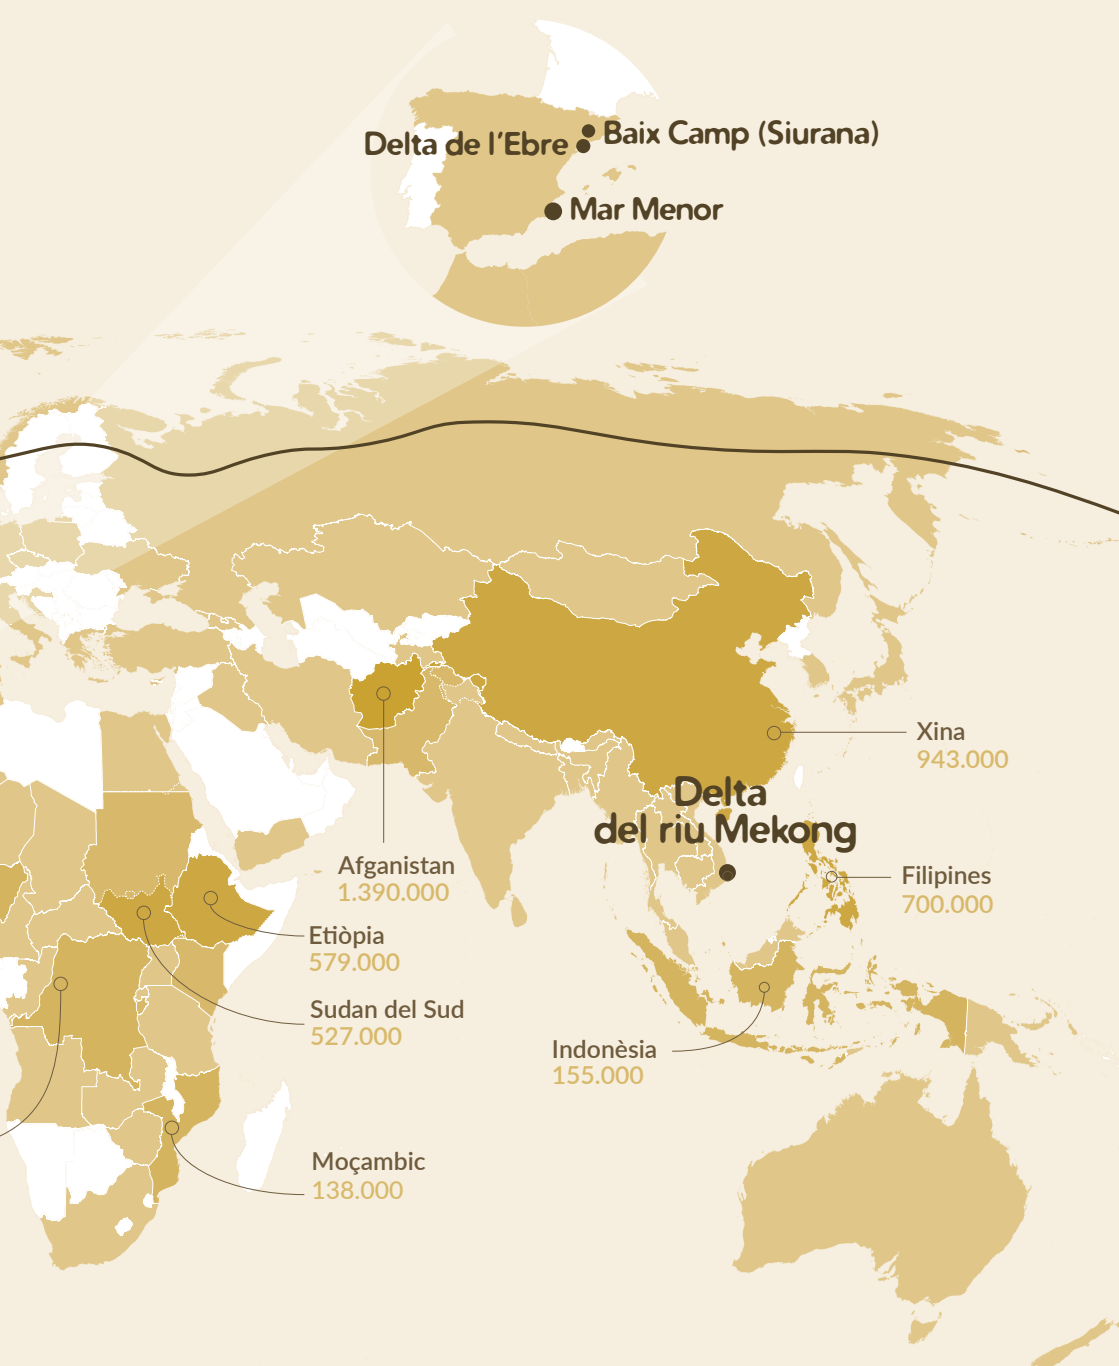 Baix Camp (Siurana)
Delta de l'Ebre
Mar Menor
Xina
943.000
Delta
del riu Mekong
Afganistan
1.390.000
Filipines
700.000
Etiòpia
579.000
Sudan del Sud
527.000
Indonèsia
155.000
Moçambic
138.000